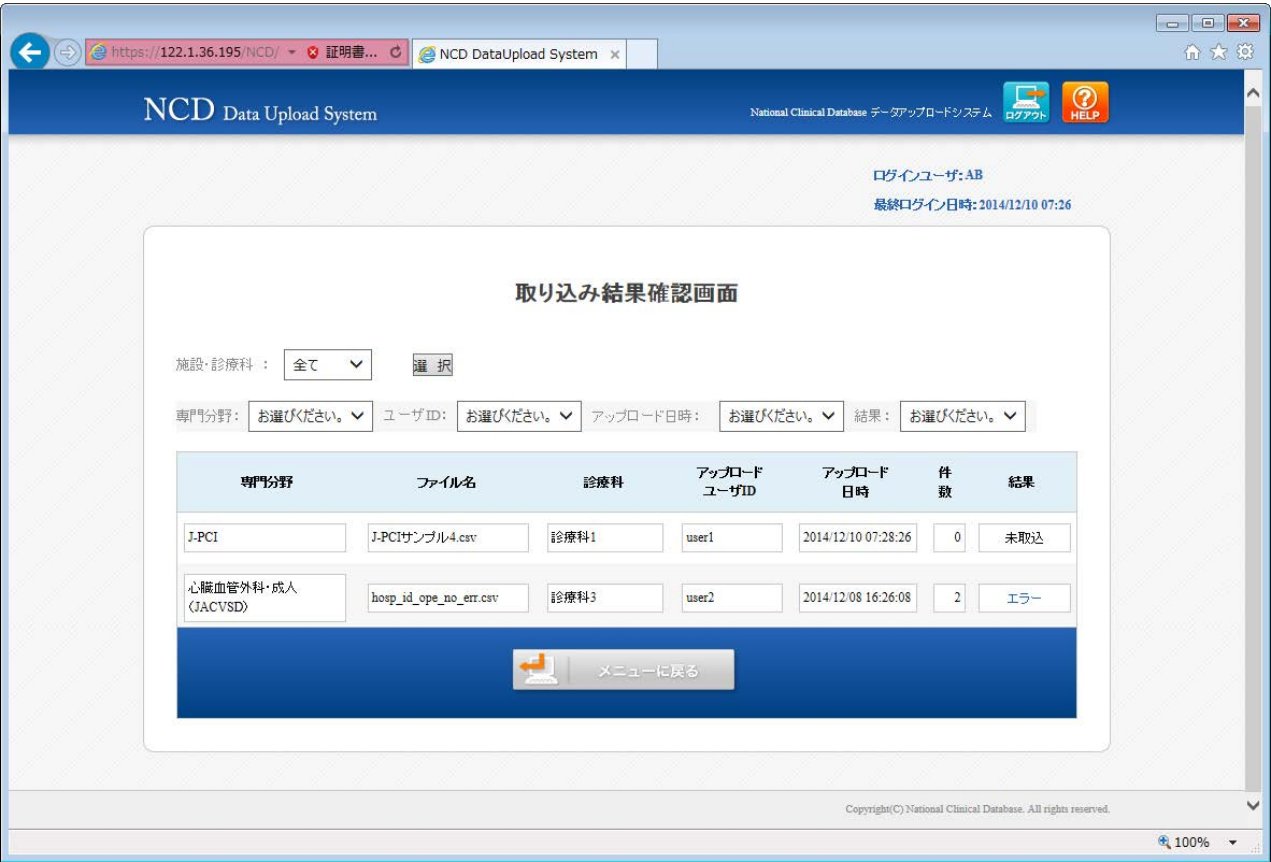 https://122.1.36.195/NCD/ 証明書... NCD DataUpload System
NCD Data Upload System
National Clinical Database データアップロードシステム
ログアウト
HELP
ログインユーザ:AB
最終ログイン日時:2014/12/10 07:26
取り込み結果確認画面
施設・診療科 : 全て 選 択
専門分野: お選びください。 ユーザID: お選びください。 アップロード日時: お選びください。 結果: お選びください。
専門分野 ファイル名 診療科 アップロードユーザID アップロード日時 件数 結果
J-PCI J-PCIサンプル4.csv 診療科1 user1 2014/12/10 07:28:26 0 未取込
心臓血管外科・成人
(JACVSD) hosp_id_ope_no_err.csv 診療科3 user2 2014/12/08 16:26:08 2 エラー
メニューに戻る
Copyright(C) National Clinical Database. All rights reserved.
100%